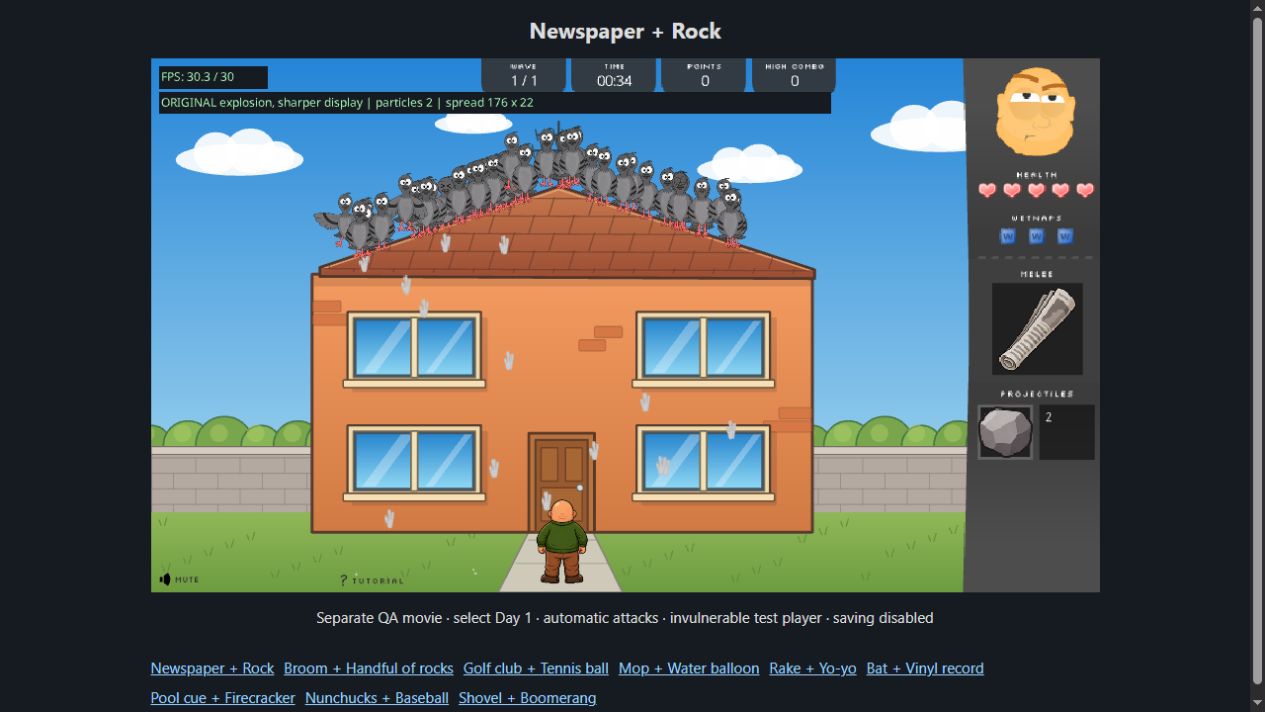 Newspaper + Rock
FPS: 30.3 / 30
WAVE
1 / 1
TIME
00:34
POINTS
0
HIGH COMBO
0
ORIGINAL explosion, sharper display | particles 2 | spread 176 x 22
HEALTH
WETNAPS
W W W
MELEE
PROJECTILES
2
MUTE
? TUTORIAL
Separate QA movie · select Day 1 · automatic attacks · invulnerable test player · saving disabled
Newspaper + Rock Broom + Handful of rocks Golf club + Tennis ball Mop + Water balloon Rake + Yo-yo Bat + Vinyl record
Pool cue + Firecracker Nunchucks + Baseball Shovel + Boomerang